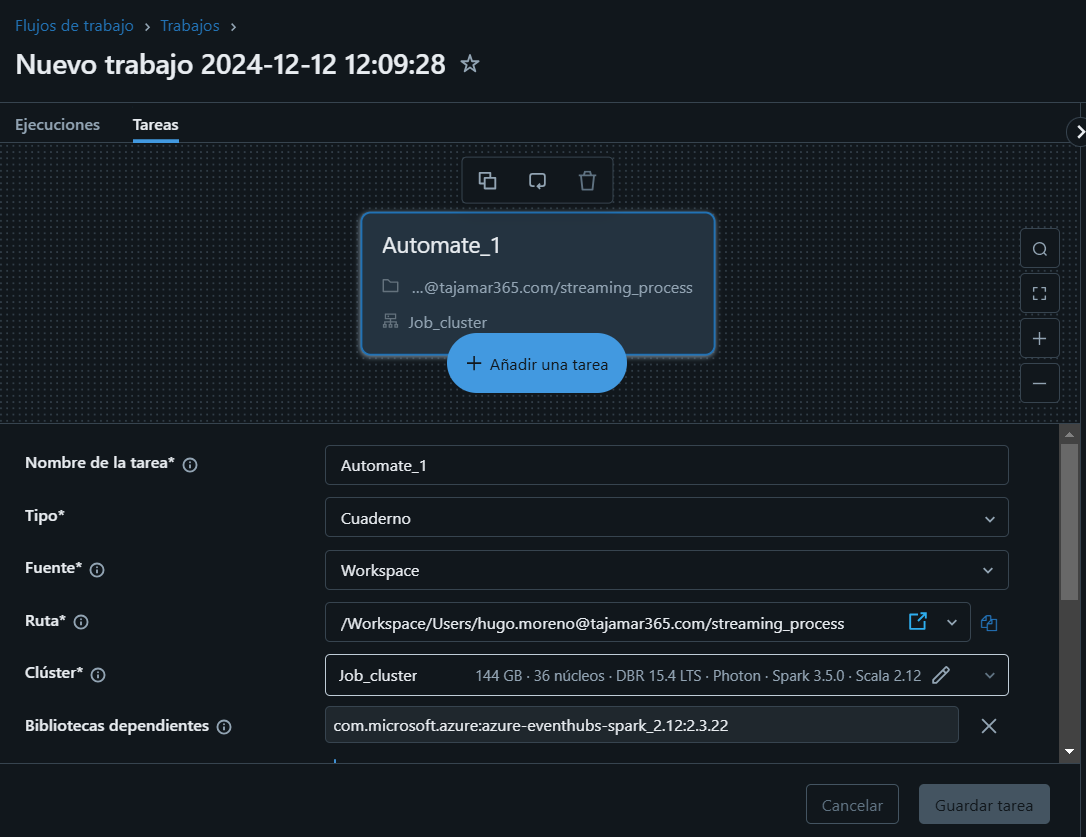 Flujos de trabajo › Trabajos ›
Nuevo trabajo 2024-12-12 12:09:28
Ejecuciones Tareas
Automate_1
...@tajamar365.com/streaming_process
Job_cluster
+ Añadir una tarea
Nombre de la tarea* Automate_1
Tipo* Cuaderno
Fuente* Workspace
Ruta* /Workspace/Users/hugo.moreno@tajamar365.com/streaming_process
Clúster* Job_cluster 144 GB · 36 núcleos · DBR 15.4 LTS · Photon · Spark 3.5.0 · Scala 2.12
Bibliotecas dependientes com.microsoft.azure:azure-eventhubs-spark_2.12:2.3.22
Cancelar Guardar tarea